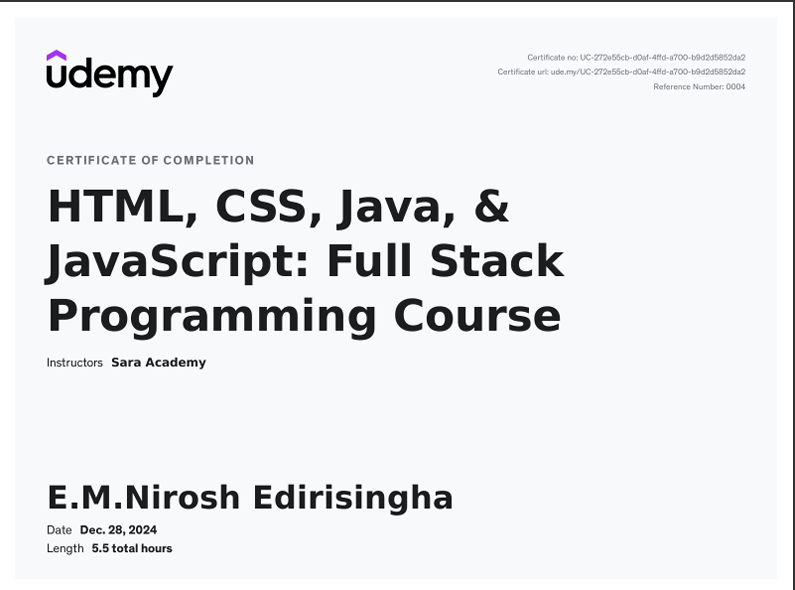 udemy
Certificate no: UC-272e55cb-d0af-4ffd-a700-b9d2d5852da2
Certificate url: ude.my/UC-272e55cb-d0af-4ffd-a700-b9d2d5852da2
Reference Number: 0004
CERTIFICATE OF COMPLETION
HTML, CSS, Java, &
JavaScript: Full Stack
Programming Course
Instructors Sara Academy
E.M.Nirosh Edirisingha
Date Dec. 28, 2024
Length 5.5 total hours